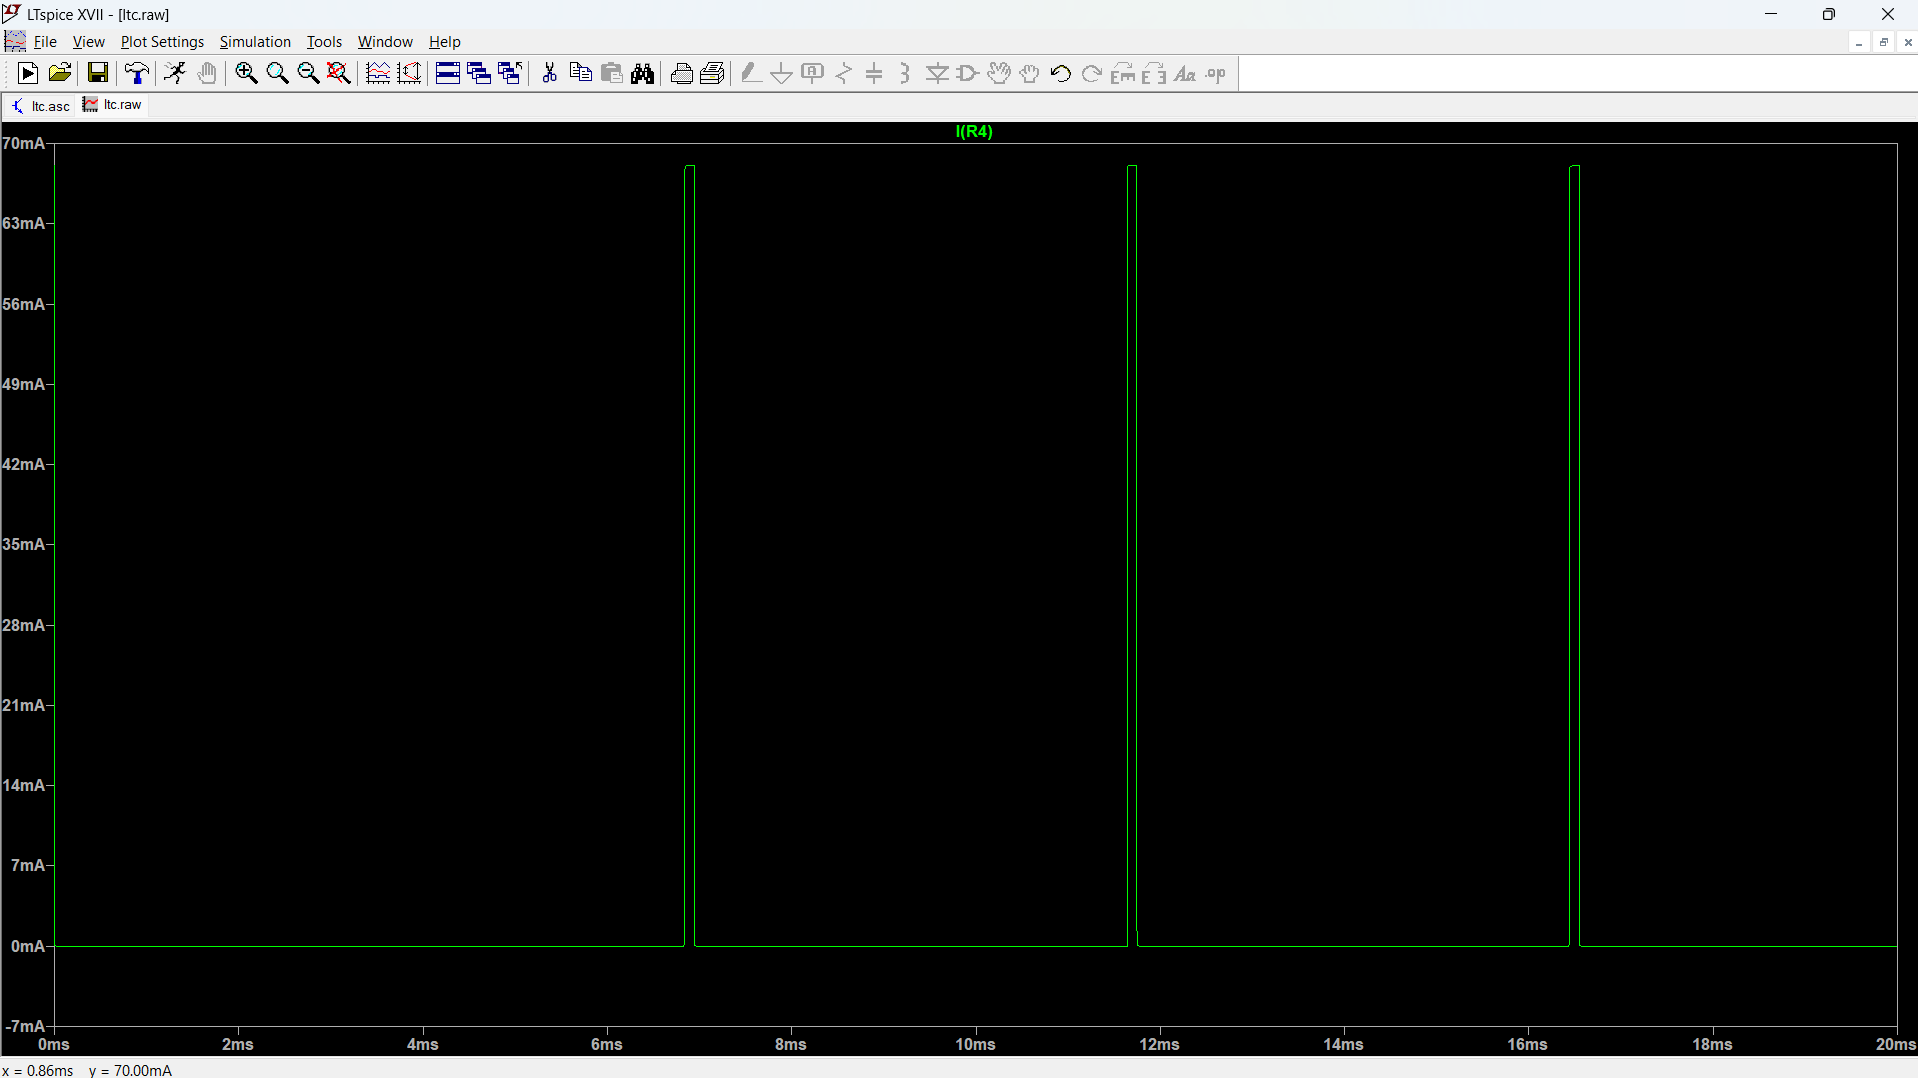 LTspice XVII - [ltc.raw]
File View Plot Settings Simulation Tools Window Help
ltc.asc ltc.raw
I(R4)
70mA
63mA
56mA
49mA
42mA
35mA
28mA
21mA
14mA
7mA
0mA
-7mA
0ms 2ms 4ms 6ms 8ms 10ms 12ms 14ms 16ms 18ms 20ms
x = 0.86ms y = 70.00mA